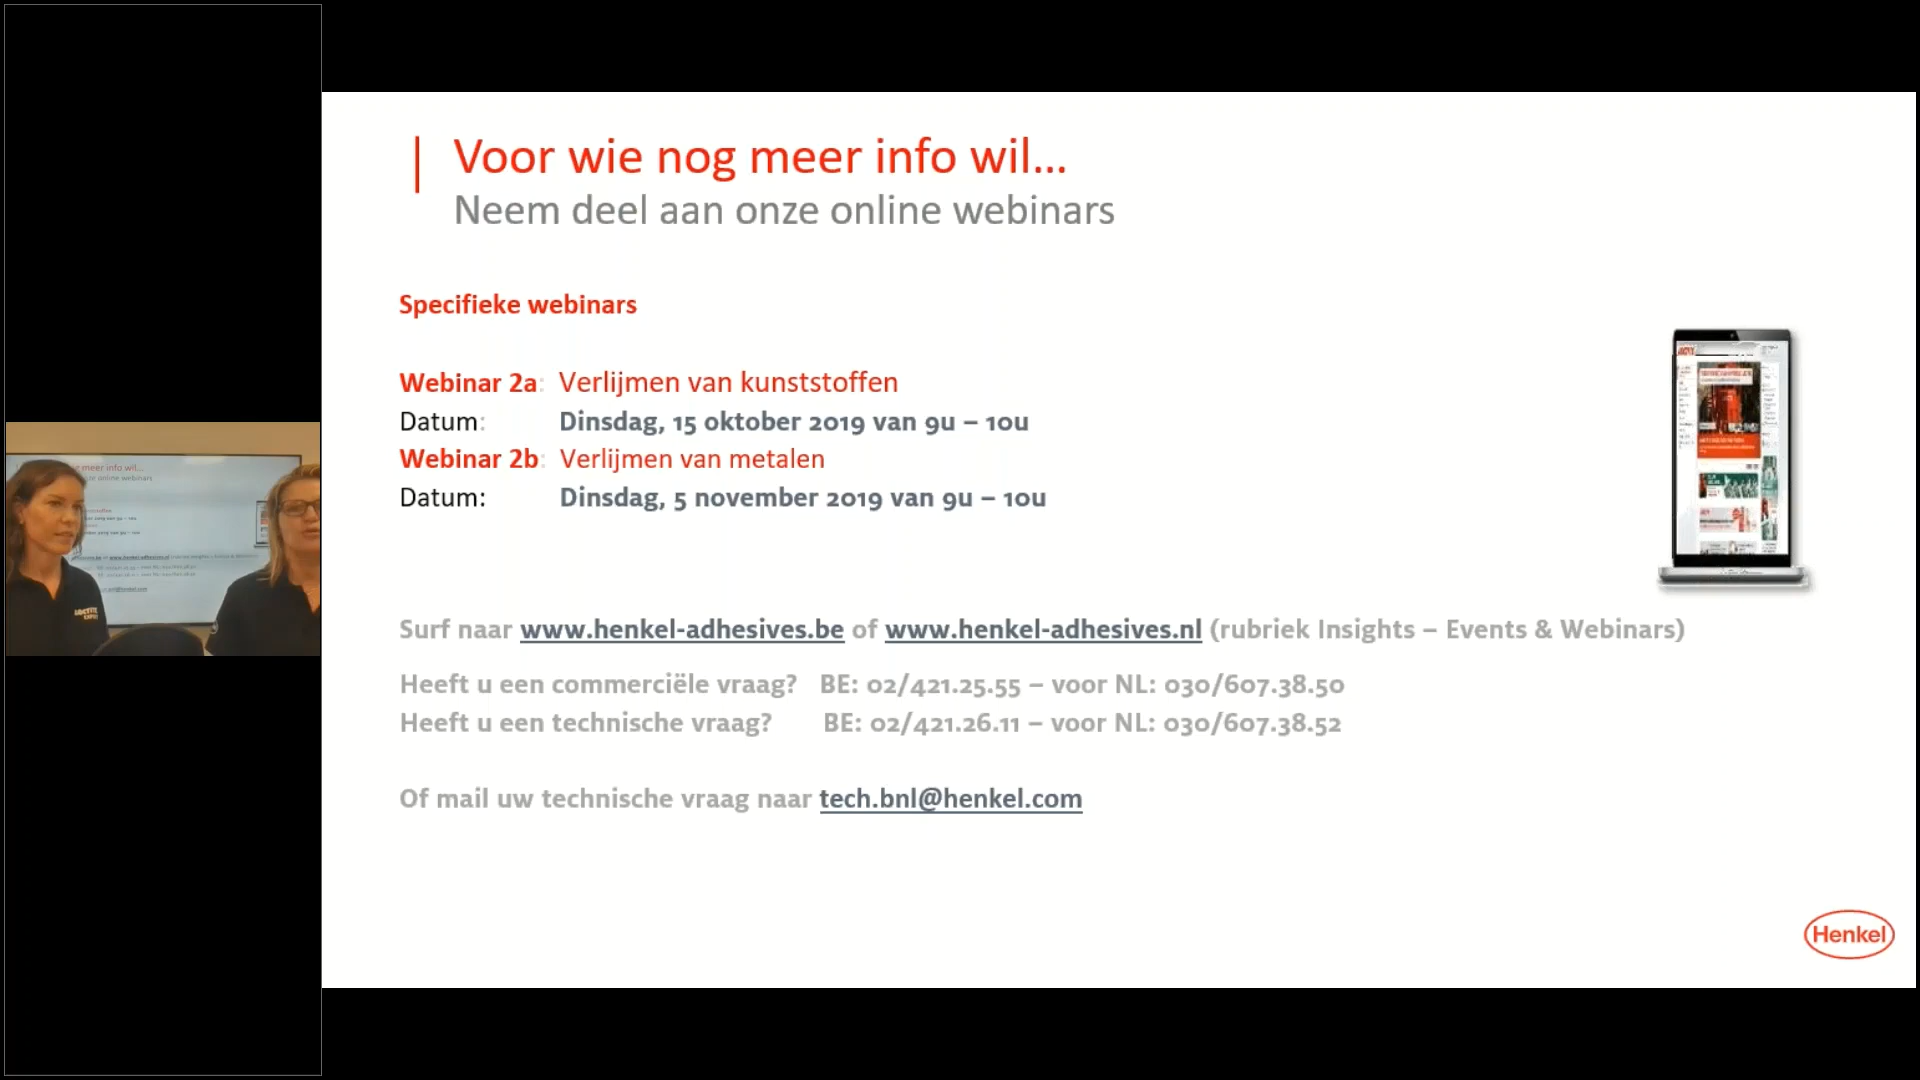 Voor wie nog meer info wil...
Neem deel aan onze online webinars
Specifieke webinars
Webinar 2a: Verlijmen van kunststoffen
Datum: Dinsdag, 15 oktober 2019 van 9u – 10u
Webinar 2b: Verlijmen van metalen
Datum: Dinsdag, 5 november 2019 van 9u – 10u
Surf naar www.henkel-adhesives.be of www.henkel-adhesives.nl (rubriek Insights – Events & Webinars)
Heeft u een commerciële vraag? BE: 02/421.25.55 – voor NL: 030/607.38.50
Heeft u een technische vraag? BE: 02/421.26.11 – voor NL: 030/607.38.52
Of mail uw technische vraag naar tech.bnl@henkel.com
Henkel